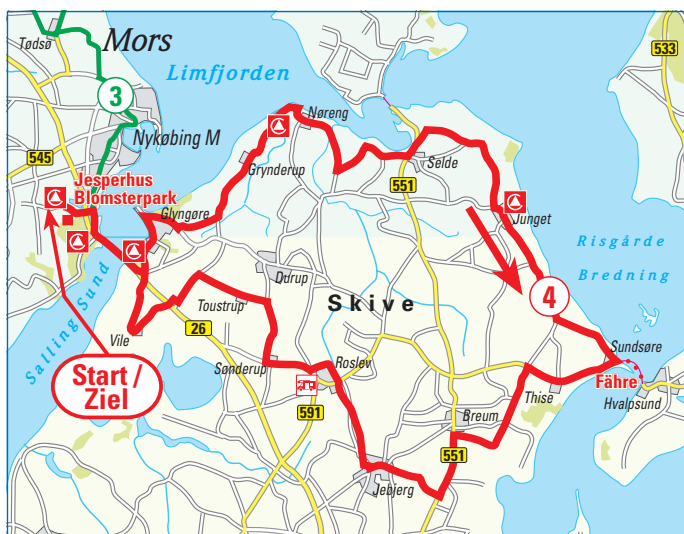 Tødsø
Mors
Limfjorden
533
3
Nøreng
Nykøbing M
545
Grynderup
Selde
551
Jesperhus
Blomsterpark
Glyngøre
Junget
Risgårde
Bredning
Durup
Skive
4
Salling Sund
Toustrup
26
Vile
Sundsøre
Start /
Ziel
Sønderup
Roslev
Fähre
Thise
Hvalpsund
591
Breum
551
Jebjerg